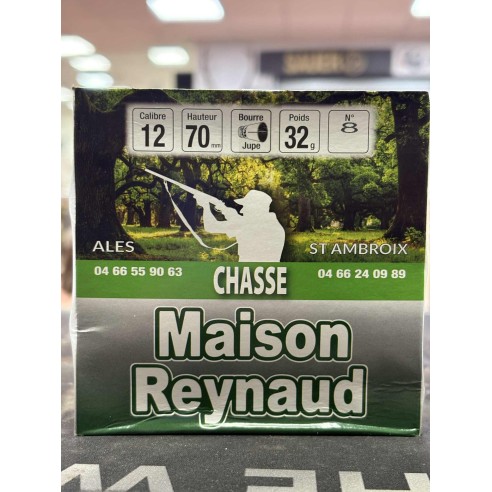 Calibre Hauteur Bourre Poids N°
12 70 mm Jupe 32 g 8
ALES ST AMBROIX
04 66 55 90 63 CHASSE 04 66 24 09 89
Maison
Reynaud
HE W